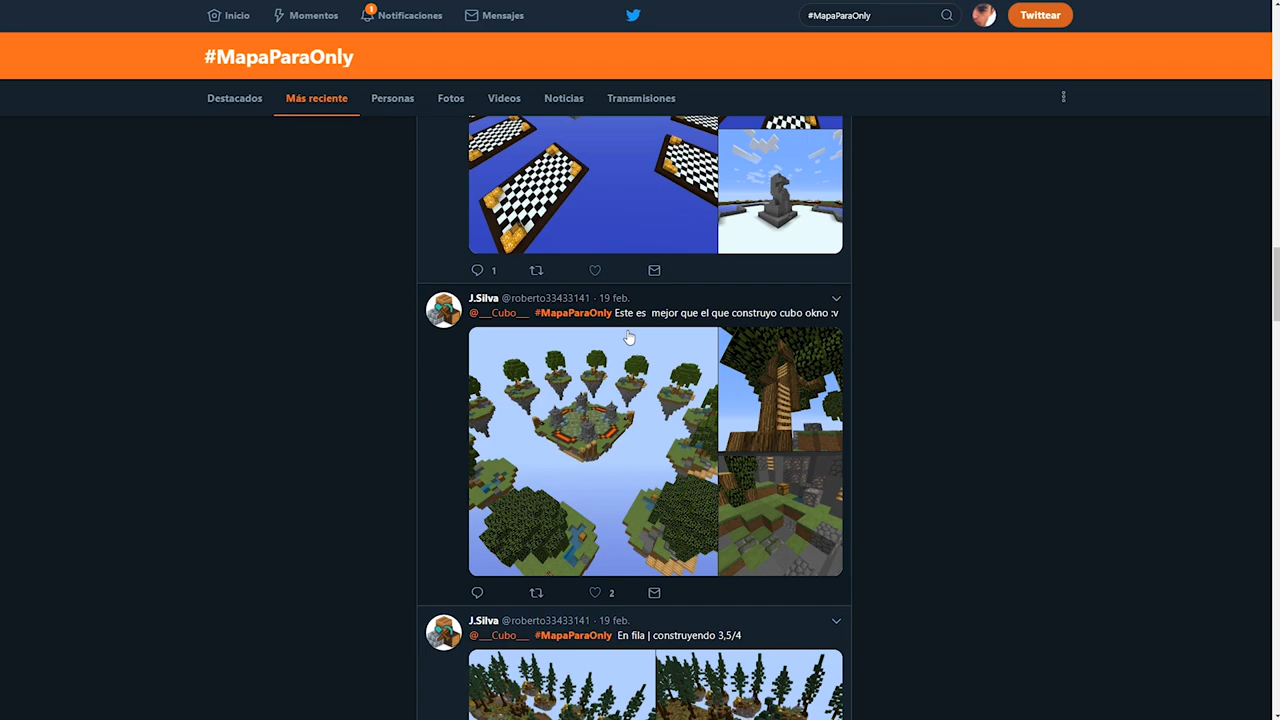 Inicio
Momentos
1
Notificaciones
Mensajes
#MapaParaOnly
Twittear
#MapaParaOnly
Destacados
Más reciente
Personas
Fotos
Videos
Noticias
Transmisiones
1
J.Silva @roberto33433141 · 19 feb.
@__Cubo__ #MapaParaOnly Este es mejor que el que construyo cubo okno :v
2
J.Silva @roberto33433141 · 19 feb.
@__Cubo__ #MapaParaOnly En fila | construyendo 3,5/4